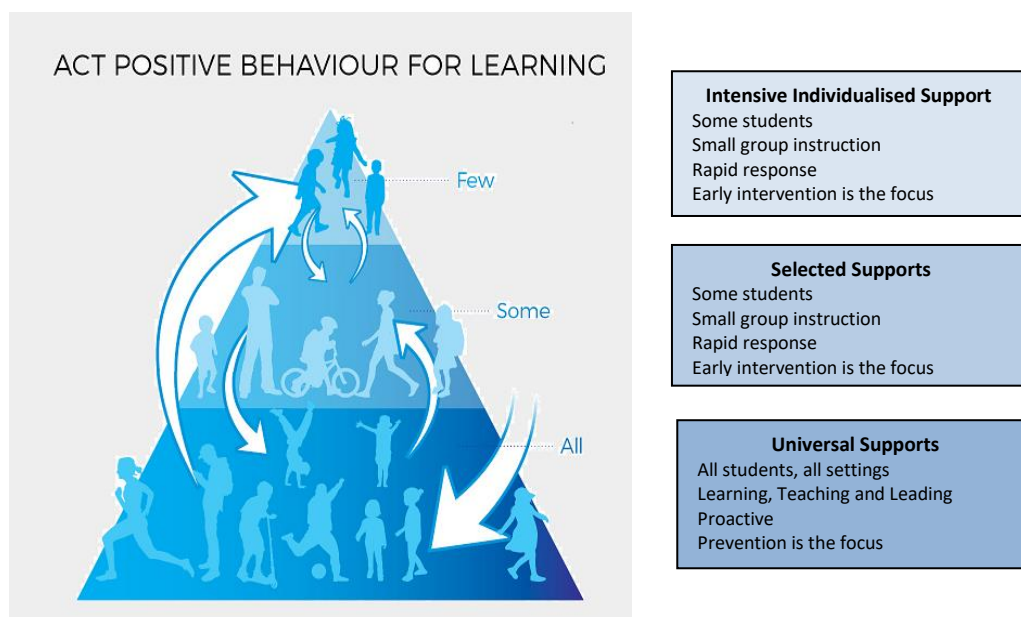 ACT POSITIVE BEHAVIOUR FOR LEARNING
Few
Some
All
Intensive Individualised Support
Some students
Small group instruction
Rapid response
Early intervention is the focus
Selected Supports
Some students
Small group instruction
Rapid response
Early intervention is the focus
Universal Supports
All students, all settings
Learning, Teaching and Leading
Proactive
Prevention is the focus